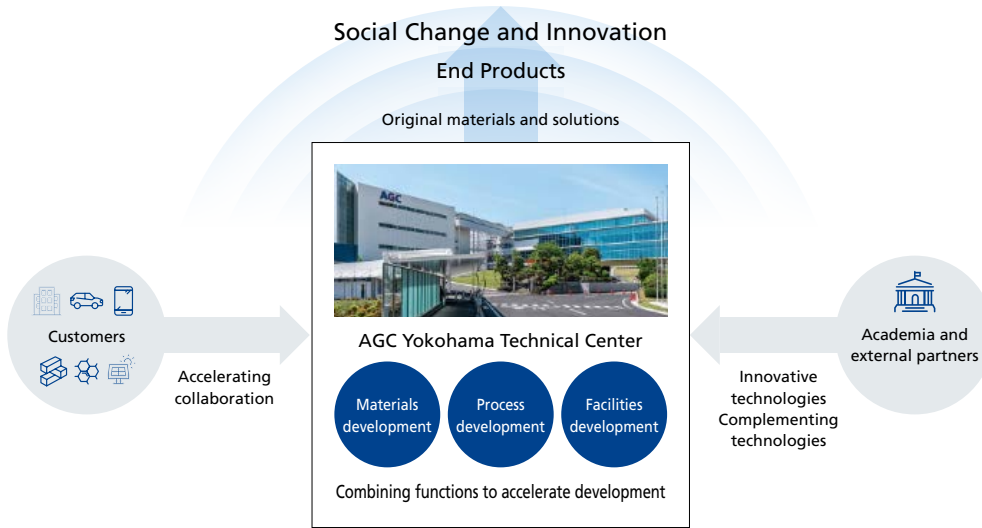 Social Change and Innovation
End Products
Original materials and solutions
AGC
Customers
Accelerating
collaboration
AGC Yokohama Technical Center
Materials
development
Process
development
Facilities
development
Combining functions to accelerate development
Academia and
external partners
Innovative
technologies
Complementing
technologies